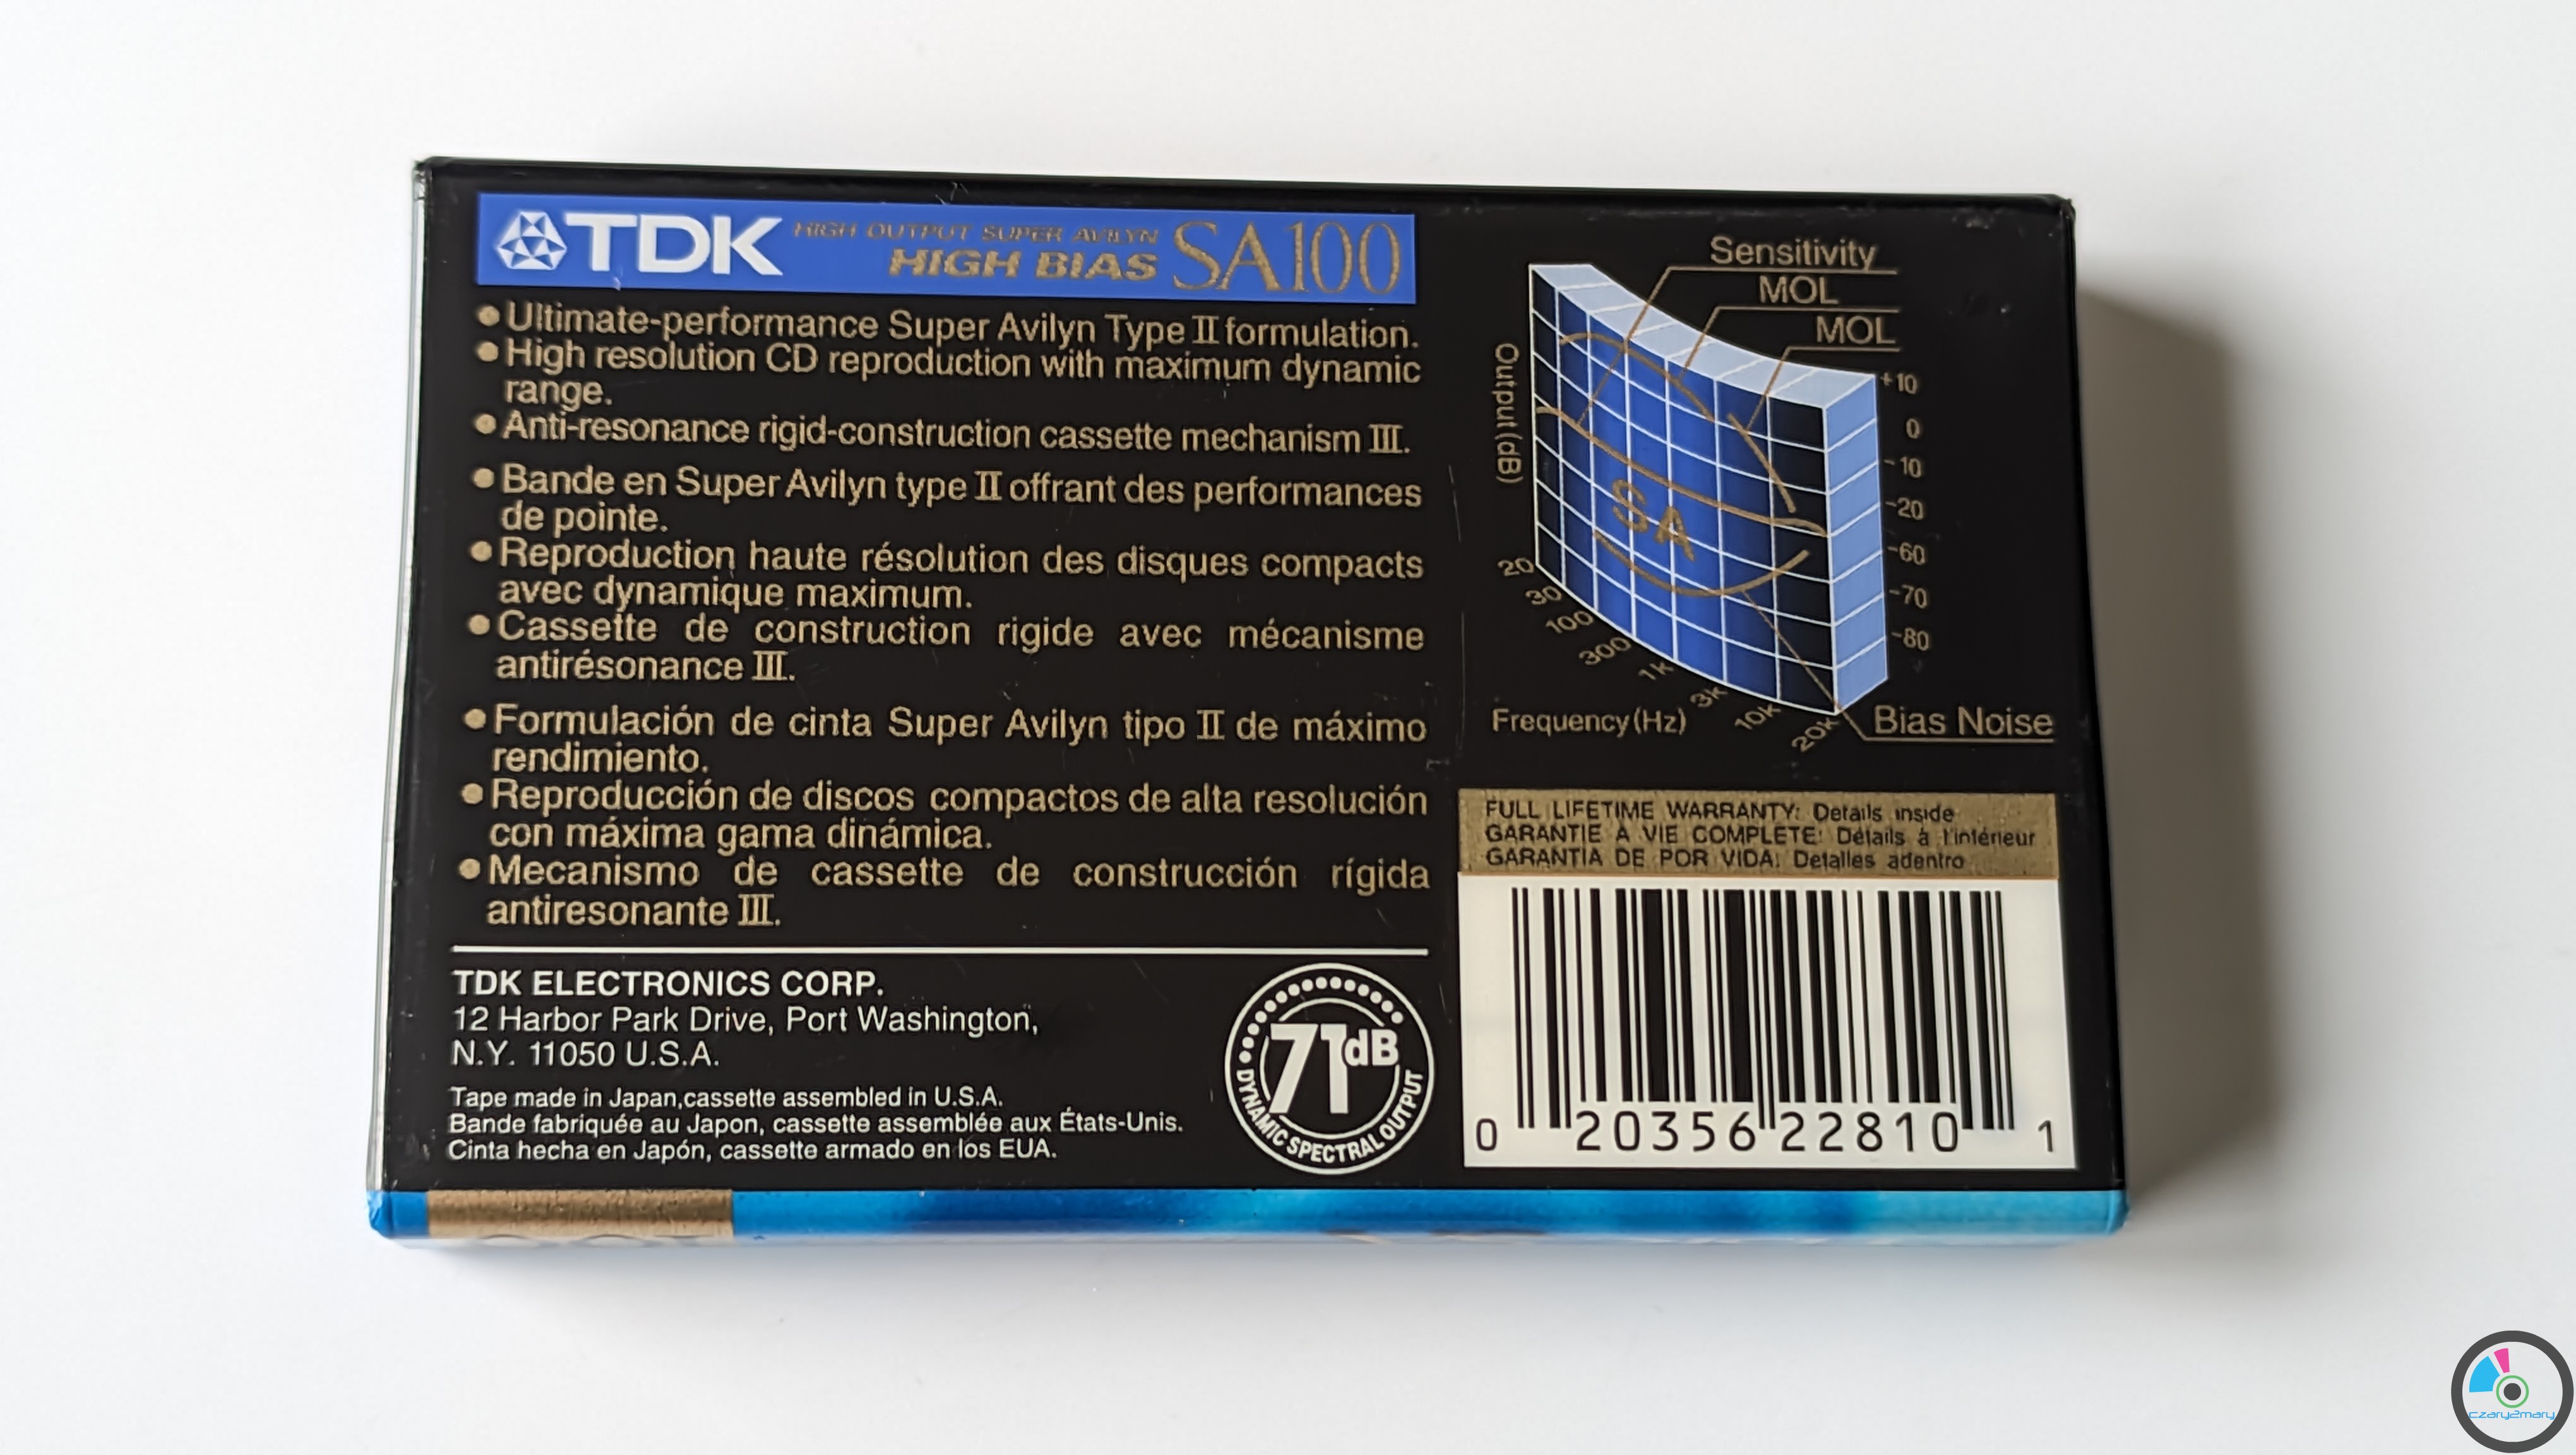 TDK HIGH OUTPUT SUPER AVILYN
HIGH BIAS SA100
●Ultimate-performance Super Avilyn Type II formulation.
●High resolution CD reproduction with maximum dynamic
range.
●Anti-resonance rigid-construction cassette mechanism III.
●Bande en Super Avilyn type II offrant des performances
de pointe.
●Reproduction haute résolution des disques compacts
avec dynamique maximum.
●Cassette de construction rigide avec mécanisme
antirésonance III.
●Formulación de cinta Super Avilyn tipo II de máximo
rendimiento.
●Reproducción de discos compactos de alta resolución
con máxima gama dinámica.
●Mecanismo de cassette de construcción rígida
antiresonante III.
TDK ELECTRONICS CORP.
12 Harbor Park Drive, Port Washington,
N.Y. 11050 U.S.A.
Tape made in Japan,cassette assembled in U.S.A.
Bande fabriquée au Japon, cassette assemblée aux États-Unis.
Cinta hecha en Japón, cassette armado en los EUA.
71dB
DYNAMIC SPECTRAL OUTPUT
Sensitivity
MOL
MOL
Output (dB)
+10
0
-10
-20
-60
-70
-80
SA
20
30
100
300
1K
3K
10K
20K
Frequency (Hz)
Bias Noise
FULL LIFETIME WARRANTY: Details inside
GARANTIE À VIE COMPLETE: Détails à l'intérieur
GARANTIA DE POR VIDA: Detalles adentro
0 20356 22810 1
czary2mary